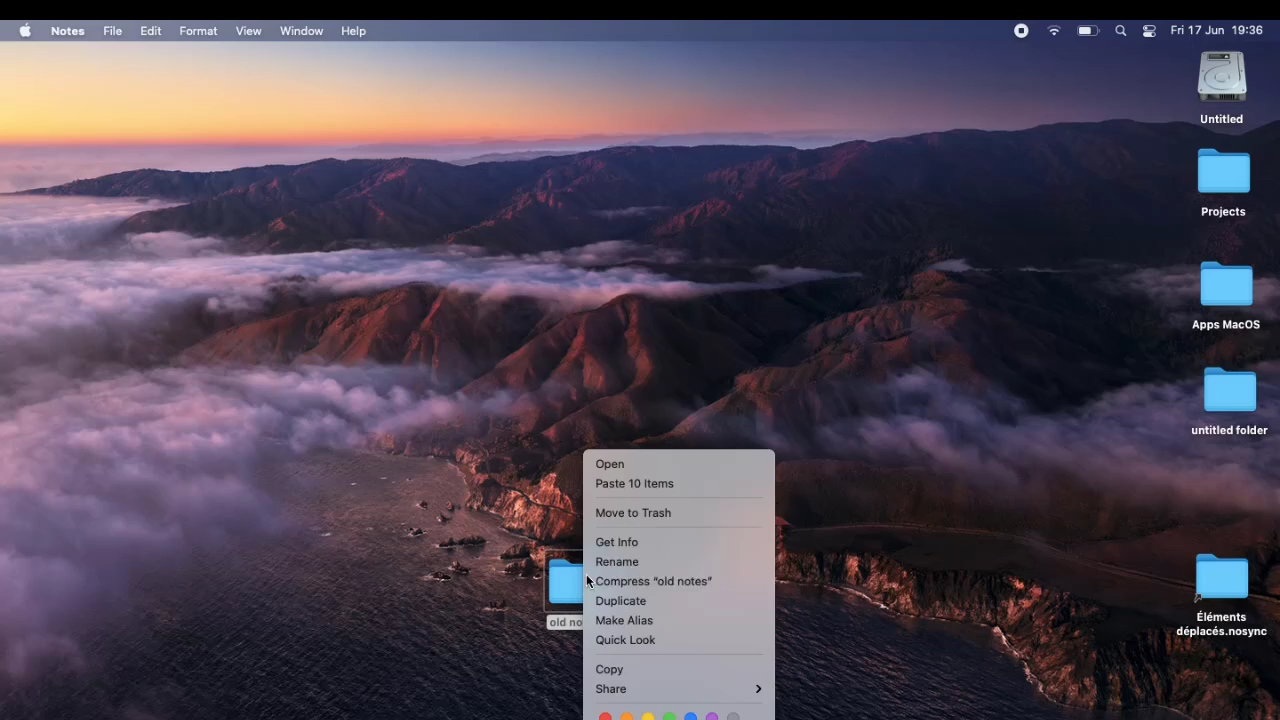 Notes File Edit Format View Window Help Fri 17 Jun 19:36
Untitled
Projects
Apps MacOS
untitled folder
Éléments
déplacés.nosync
old no
Open
Paste 10 Items
Move to Trash
Get Info
Rename
Compress “old notes”
Duplicate
Make Alias
Quick Look
Copy
Share